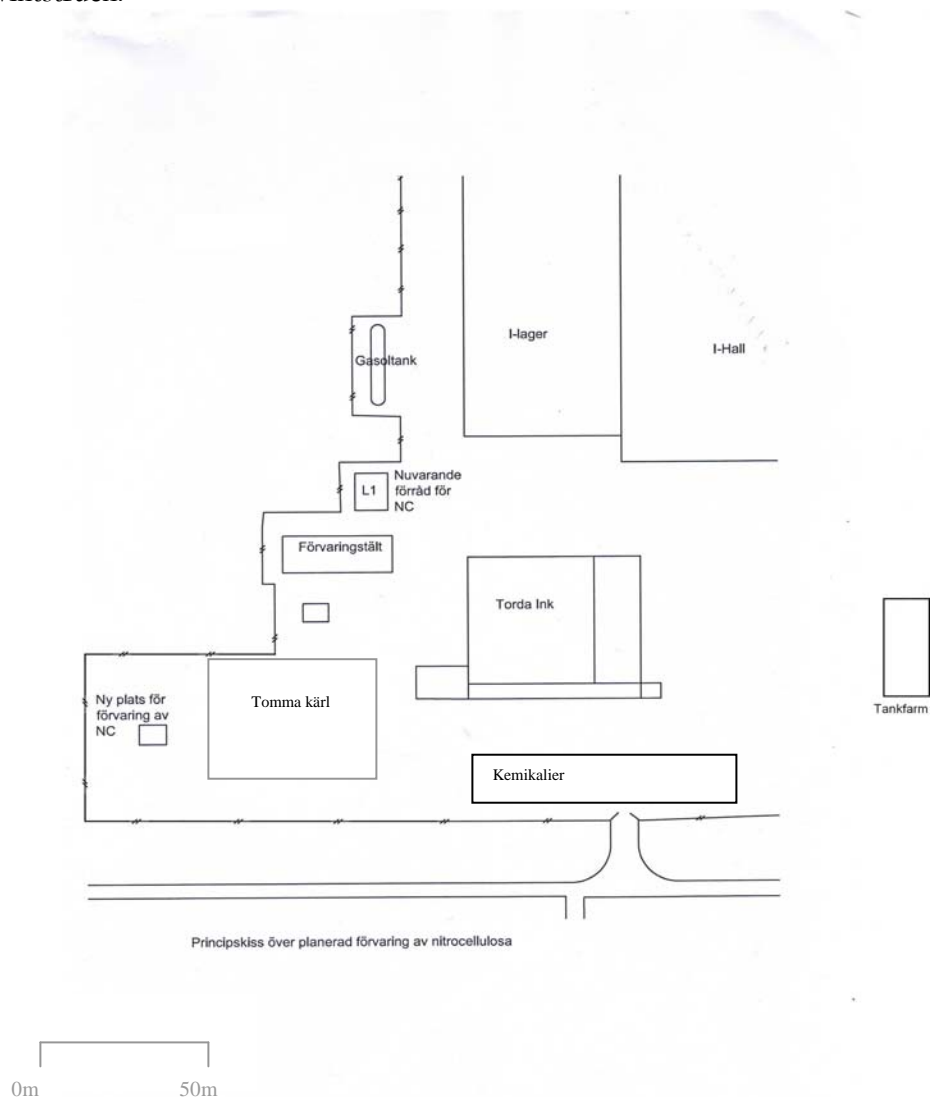 I-lager
I-Hall
Gasoltank
L1
Nuvarande
förråd för
NC
Förvaringstält
Torda Ink
Ny plats för
förvaring av
NC
Tomma kärl
Tankfarm
Kemikalier
Principskiss över planerad förvaring av nitrocellulosa
0m 50m